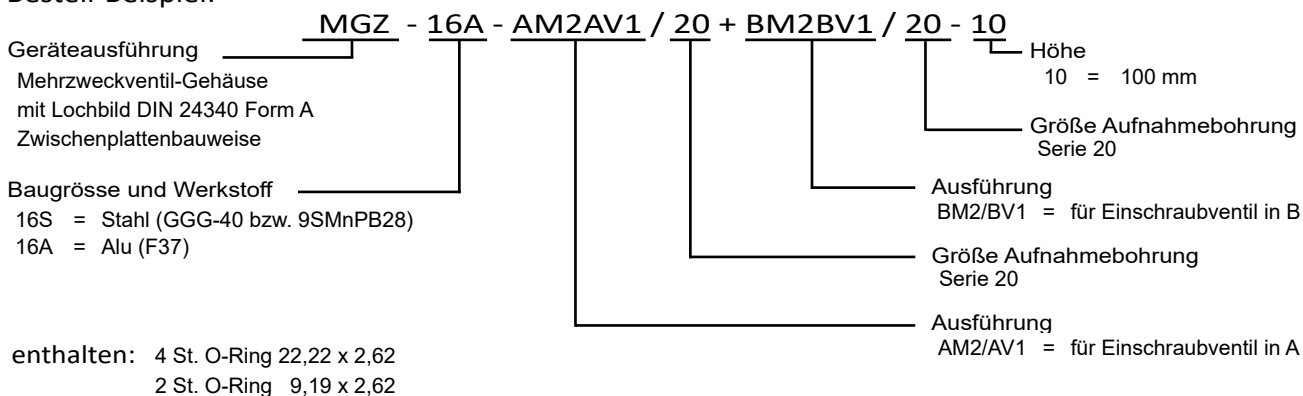 Bestell-Beispiel:
MGZ - 16A - AM2AV1 / 20 + BM2BV1 / 20 - 10
Geräteausführung
Mehrzweckventil-Gehäuse
mit Lochbild DIN 24340 Form A
Zwischenplattenbauweise
Baugrösse und Werkstoff
16S = Stahl (GGG-40 bzw. 9SMnPB28)
16A = Alu (F37)
Höhe
10 = 100 mm
Größe Aufnahmebohrung
Serie 20
Ausführung
BM2/BV1 = für Einschraubventil in B
Größe Aufnahmebohrung
Serie 20
Ausführung
AM2/AV1 = für Einschraubventil in A
enthalten: 4 St. O-Ring 22,22 x 2,62
2 St. O-Ring 9,19 x 2,62